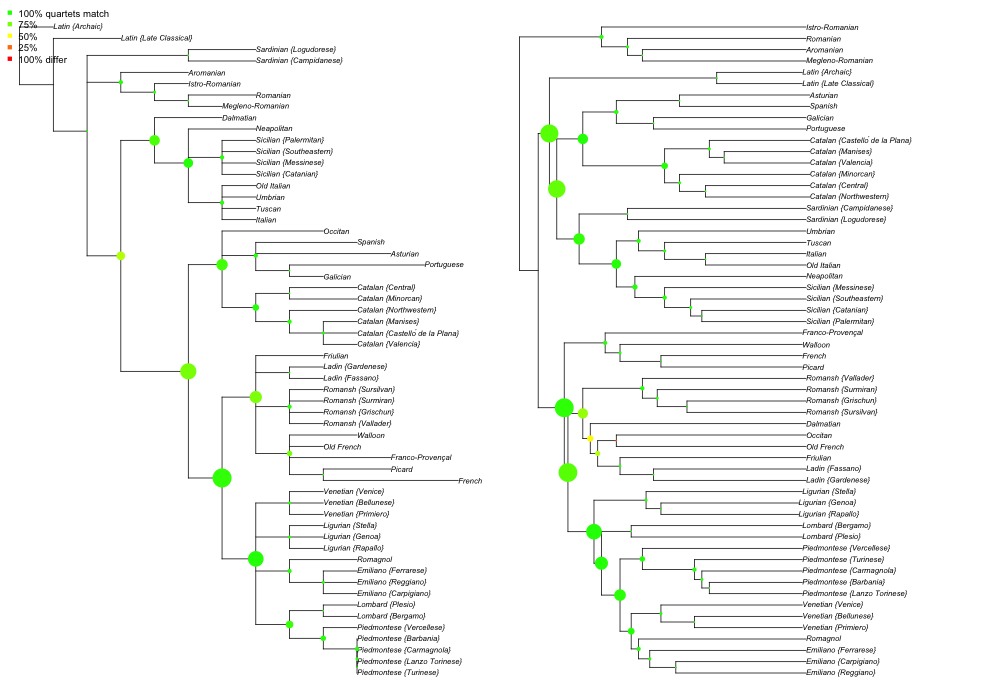 100% quartets match
75%
50%
25%
100% differ
Latin {Archaic}
Latin {Late Classical}
Sardinian {Logudorese}
Sardinian {Campidanese}
Aromanian
Istro-Romanian
Romanian
Megleno-Romanian
Dalmatian
Neapolitan
Sicilian {Palermitan}
Sicilian {Southeastern}
Sicilian {Messinese}
Sicilian {Catanian}
Old Italian
Umbrian
Tuscan
Italian
Occitan
Spanish
Asturian
Portuguese
Galician
Catalan {Central}
Catalan {Minorcan}
Catalan {Northwestern}
Catalan {Manises}
Catalan {Castello de la Plana}
Catalan {Valencia}
Friulian
Ladin {Gardenese}
Ladin {Fassano}
Romansh {Sursilvan}
Romansh {Surmiran}
Romansh {Grischun}
Romansh {Vallader}
Walloon
Old French
Franco-Provençal
Picard
French
Venetian {Venice}
Venetian {Bellunese}
Venetian {Primiero}
Ligurian {Stella}
Ligurian {Genoa}
Ligurian {Rapallo}
Romagnol
Emiliano {Ferrarese}
Emiliano {Reggiano}
Emiliano {Carpigiano}
Lombard {Plesio}
Lombard {Bergamo}
Piedmontese {Vercellese}
Piedmontese {Barbania}
Piedmontese {Carmagnola}
Piedmontese {Lanzo Torinese}
Piedmontese {Turinese}
Istro-Romanian
Romanian
Aromanian
Megleno-Romanian
Latin {Archaic}
Latin {Late Classical}
Asturian
Spanish
Galician
Portuguese
Catalan {Castello de la Plana}
Catalan {Manises}
Catalan {Valencia}
Catalan {Minorcan}
Catalan {Central}
Catalan {Northwestern}
Sardinian {Campidanese}
Sardinian {Logudorese}
Umbrian
Tuscan
Italian
Old Italian
Neapolitan
Sicilian {Messinese}
Sicilian {Southeastern}
Sicilian {Catanian}
Sicilian {Palermitan}
Franco-Provençal
Walloon
French
Picard
Romansh {Vallader}
Romansh {Surmiran}
Romansh {Grischun}
Romansh {Sursilvan}
Dalmatian
Occitan
Old French
Friulian
Ladin {Fassano}
Ladin {Gardenese}
Ligurian {Stella}
Ligurian {Genoa}
Ligurian {Rapallo}
Lombard {Bergamo}
Lombard {Plesio}
Piedmontese {Vercellese}
Piedmontese {Turinese}
Piedmontese {Carmagnola}
Piedmontese {Barbania}
Piedmontese {Lanzo Torinese}
Venetian {Venice}
Venetian {Bellunese}
Venetian {Primiero}
Romagnol
Emiliano {Ferrarese}
Emiliano {Carpigiano}
Emiliano {Reggiano}